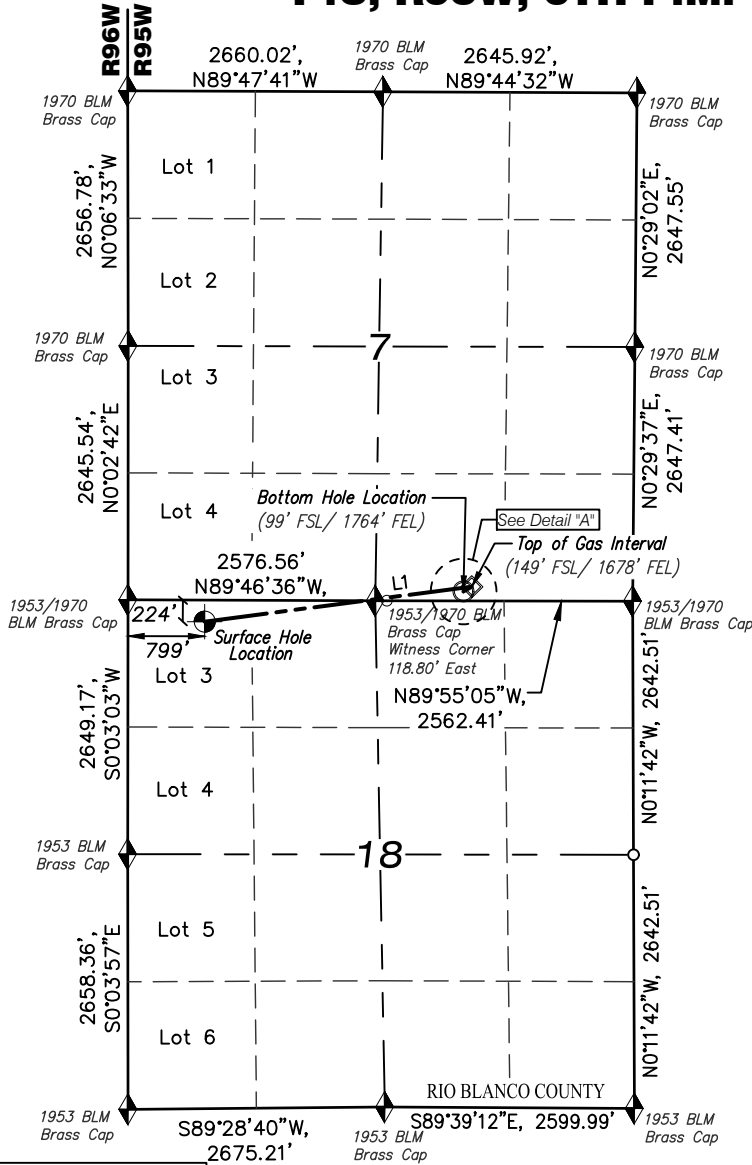 R96W
R95W
2660.02',
N89°47'41"W
1970 BLM
Brass Cap
2645.92',
N89°44'32"W
1970 BLM
Brass Cap
1970 BLM
Brass Cap
Lot 1
2656.78',
N0°06'33"W
N0°29'02"E,
2647.55'
Lot 2
1970 BLM
Brass Cap
7
1970 BLM
Brass Cap
Lot 3
2645.54',
N0°02'42"E
N0°29'37"E,
2647.41'
Bottom Hole Location
(99' FSL/ 1764' FEL)
Lot 4
See Detail "A"
Top of Gas Interval
(149' FSL/ 1678' FEL)
2576.56'
N89°46'36"W,
L1
1953/1970
BLM Brass Cap
224'
799'
Surface Hole
Location
1953/1970 BLM
Brass Cap
Witness Corner
118.80' East
1953/1970
BLM Brass Cap
N89°55'05"W,
2562.41'
Lot 3
2649.17',
S0°03'03"W
N0°11'42"W, 2642.51'
Lot 4
1953 BLM
Brass Cap
18
Lot 5
2658.36',
S0°03'57"E
N0°11'42"W, 2642.51'
Lot 6
RIO BLANCO COUNTY
1953 BLM
Brass Cap
S89°28'40"W,
2675.21'
1953 BLM
Brass Cap
S89°39'12"E, 2599.99'
1953 BLM
Brass Cap